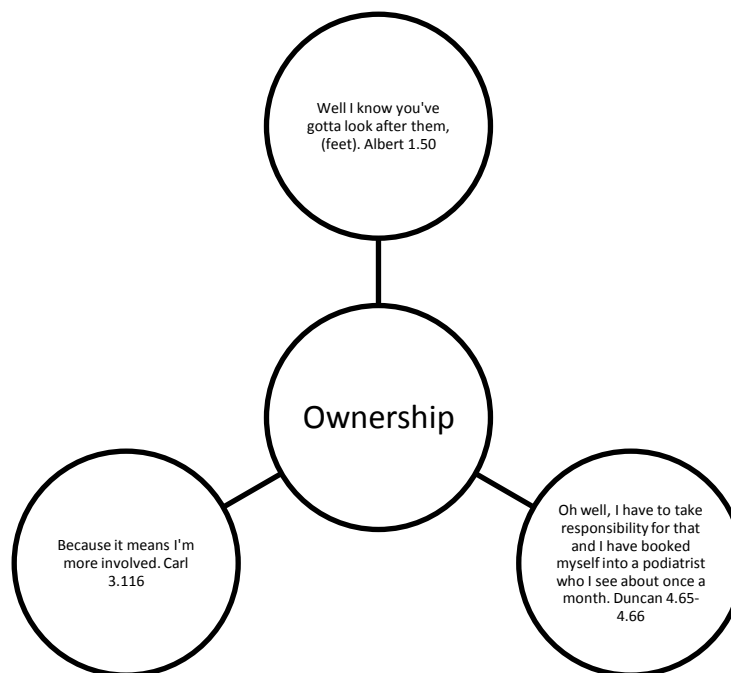 Well I know you've
gotta look after them,
(feet). Albert 1.50
Ownership
Because it means I'm
more involved. Carl
3.116
Oh well, I have to take
responsibility for that
and I have booked
myself into a podiatrist
who I see about once a
month. Duncan 4.65-
4.66